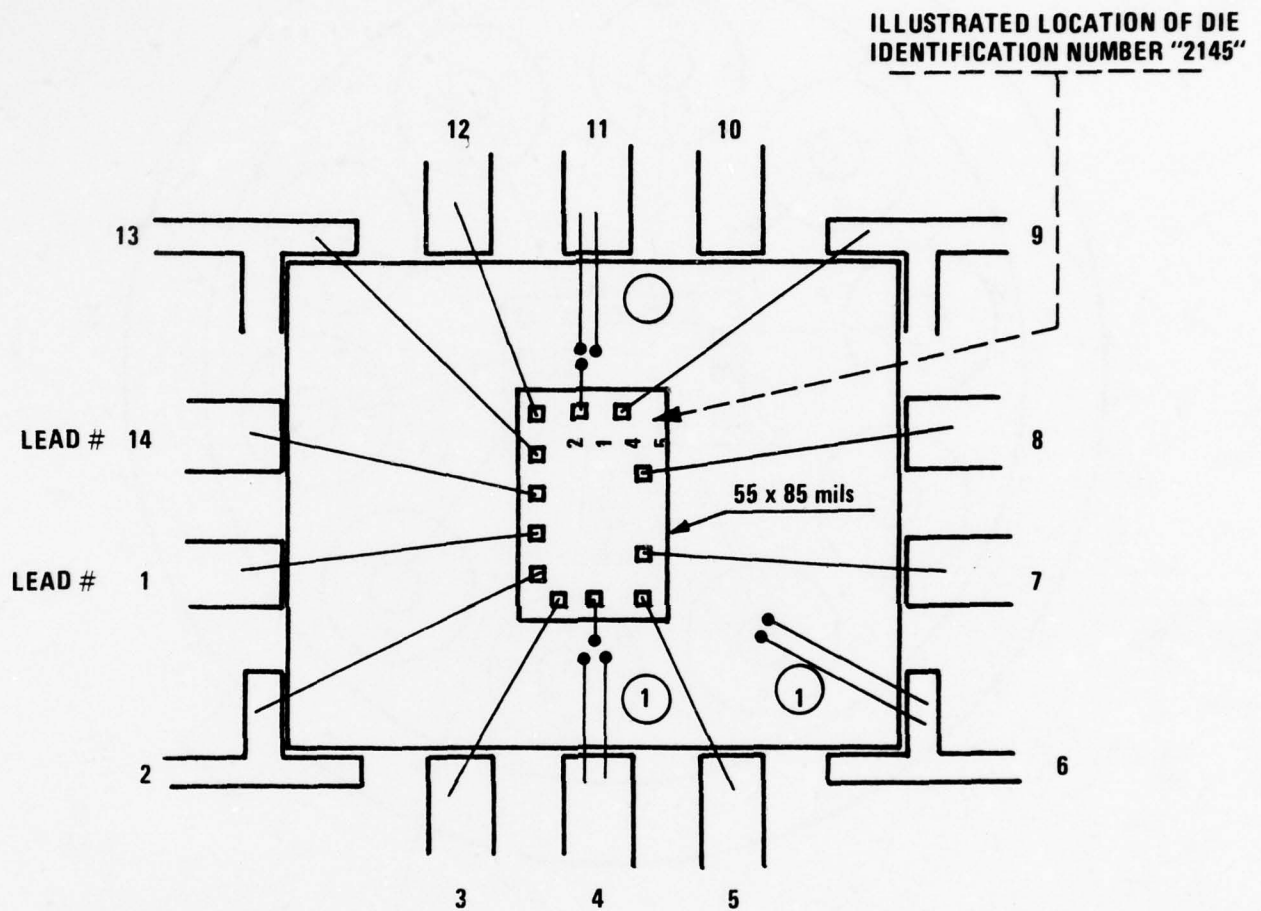 ILLUSTRATED LOCATION OF DIE
IDENTIFICATION NUMBER "2145"
12 11 10
13 9
2 1 4 5
LEAD # 14 8
55 x 85 mils
LEAD # 1 7
1 1
2 6
3 4 5